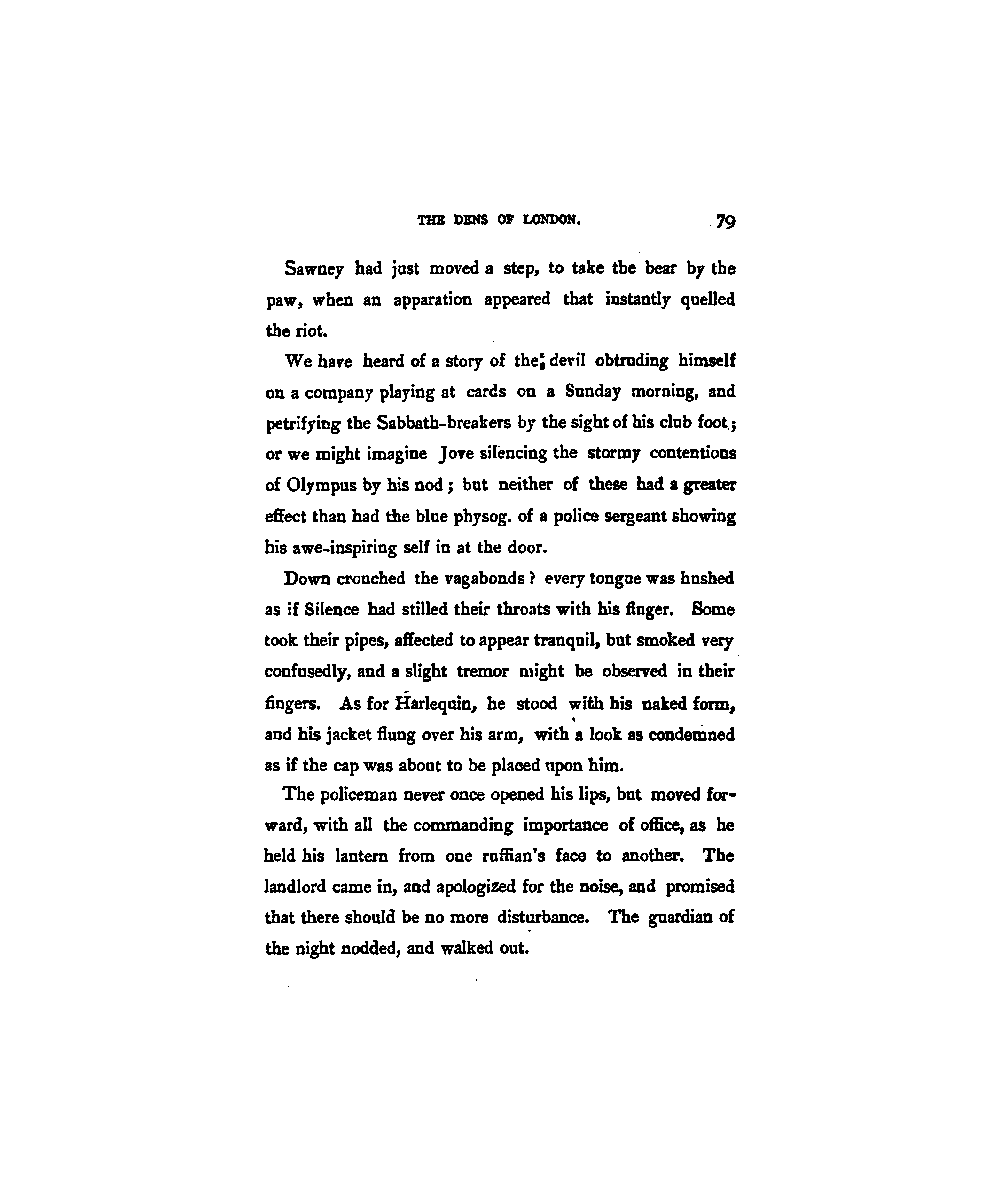 THE DENS OF LONDON. 79
Sawney had just moved a step, to take the bear by the
paw, when an apparation appeared that instantly quelled
the riot.
We have heard of a story of the devil obtruding himself
on a company playing at cards on a Sunday morning, and
petrifying the Sabbath-breakers by the sight of his club foot;
or we might imagine Jove silencing the stormy contentions
of Olympus by his nod; but neither of these had a greater
effect than had the blue physog. of a police sergeant showing
his awe-inspiring self in at the door.
Down crouched the vagabonds? every tongue was hushed
as if Silence had stilled their throats with his finger. Some
took their pipes, affected to appear tranquil, but smoked very
confusedly, and a slight tremor might be observed in their
fingers. As for Harlequin, he stood with his naked form,
and his jacket flung over his arm, with a look as condemned
as if the cap was about to be placed upon him.
The policeman never once opened his lips, but moved for-
ward, with all the commanding importance of office, as he
held his lantern from one ruffian's face to another. The
landlord came in, and apologized for the noise, and promised
that there should be no more disturbance. The guardian of
the night nodded, and walked out.